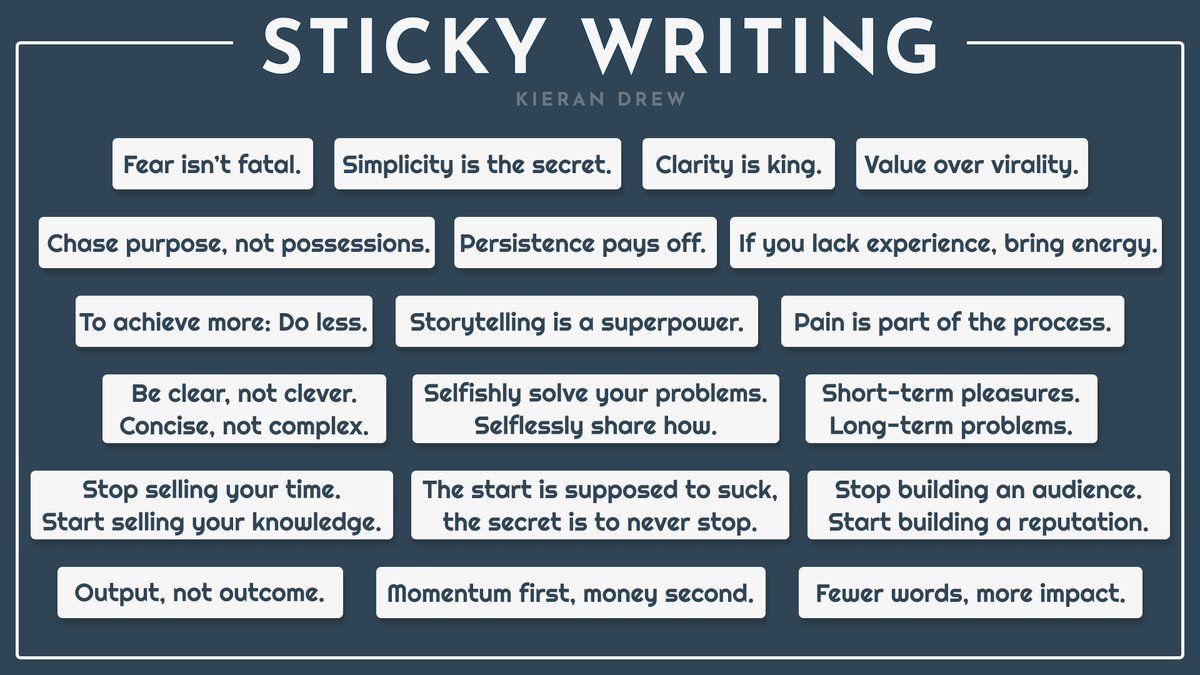 STICKY WRITING
KIERAN DREW
Fear isn't fatal.
Simplicity is the secret.
Clarity is king.
Value over virality.
Chase purpose, not possessions.
Persistence pays off.
If you lack experience, bring energy.
To achieve more: Do less.
Storytelling is a superpower.
Pain is part of the process.
Be clear, not clever.
Concise, not complex.
Selfishly solve your problems.
Selflessly share how.
Short-term pleasures.
Long-term problems.
Stop selling your time.
Start selling your knowledge.
The start is supposed to suck,
the secret is to never stop.
Stop building an audience.
Start building a reputation.
Output, not outcome.
Momentum first, money second.
Fewer words, more impact.